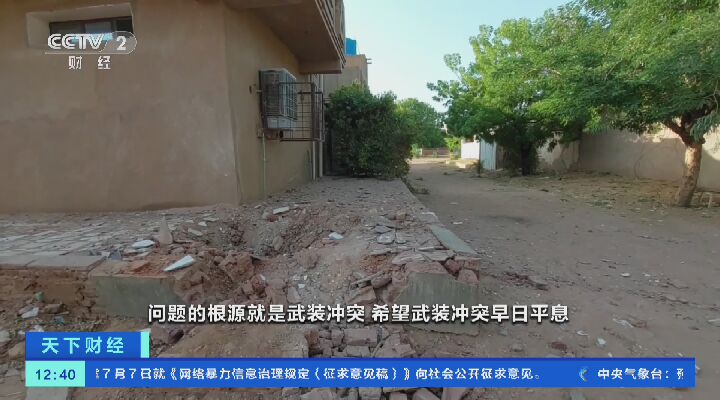 CCTV 2
财经
问题的根源就是武装冲突 希望武装冲突早日平息
天下财经
12:40
7月7日就《网络暴力信息治理规定（征求意见稿）》向社会公开征求意见。 中央气象台：